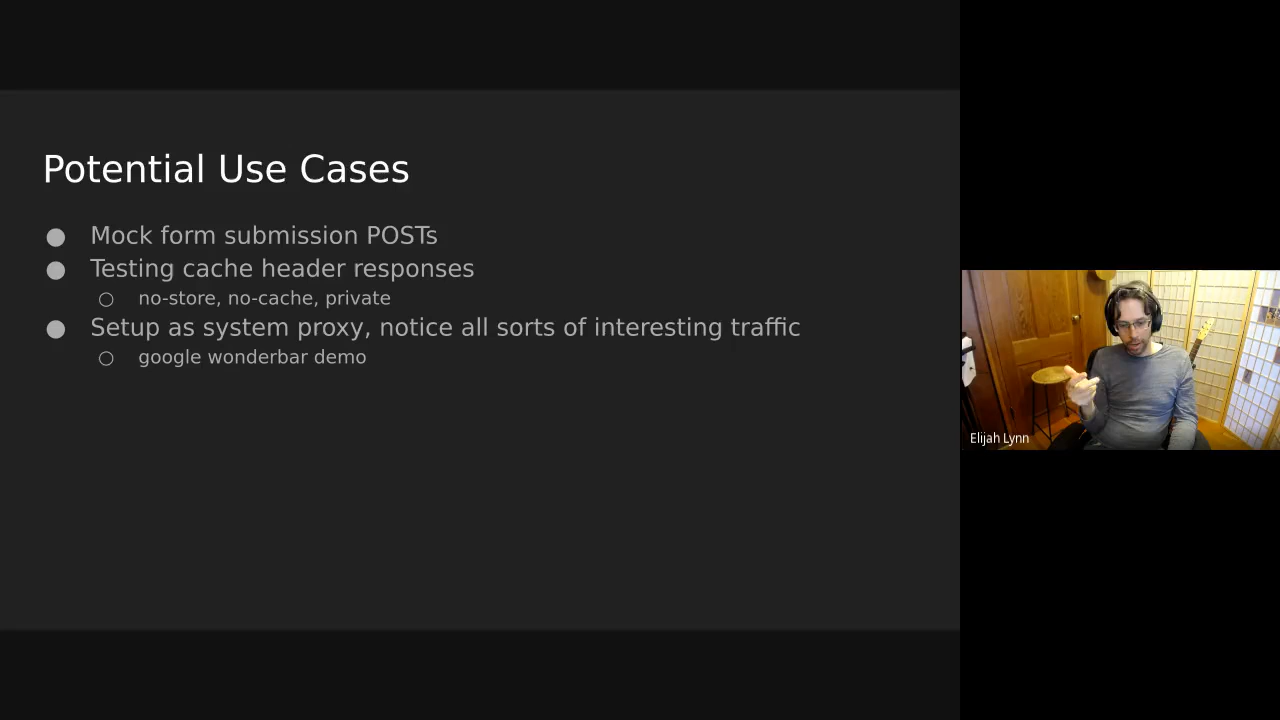 Potential Use Cases
● Mock form submission POSTs
● Testing cache header responses
○ no-store, no-cache, private
● Setup as system proxy, notice all sorts of interesting traffic
○ google wonderbar demo
Elijah Lynn